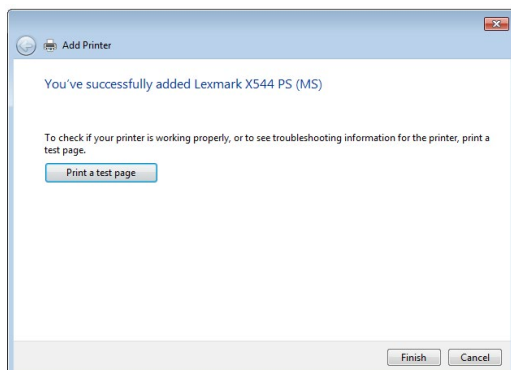 Add Printer
You've successfully added Lexmark X544 PS (MS)
To check if your printer is working properly, or to see troubleshooting information for the printer, print a
test page.
Print a test page
Finish
Cancel